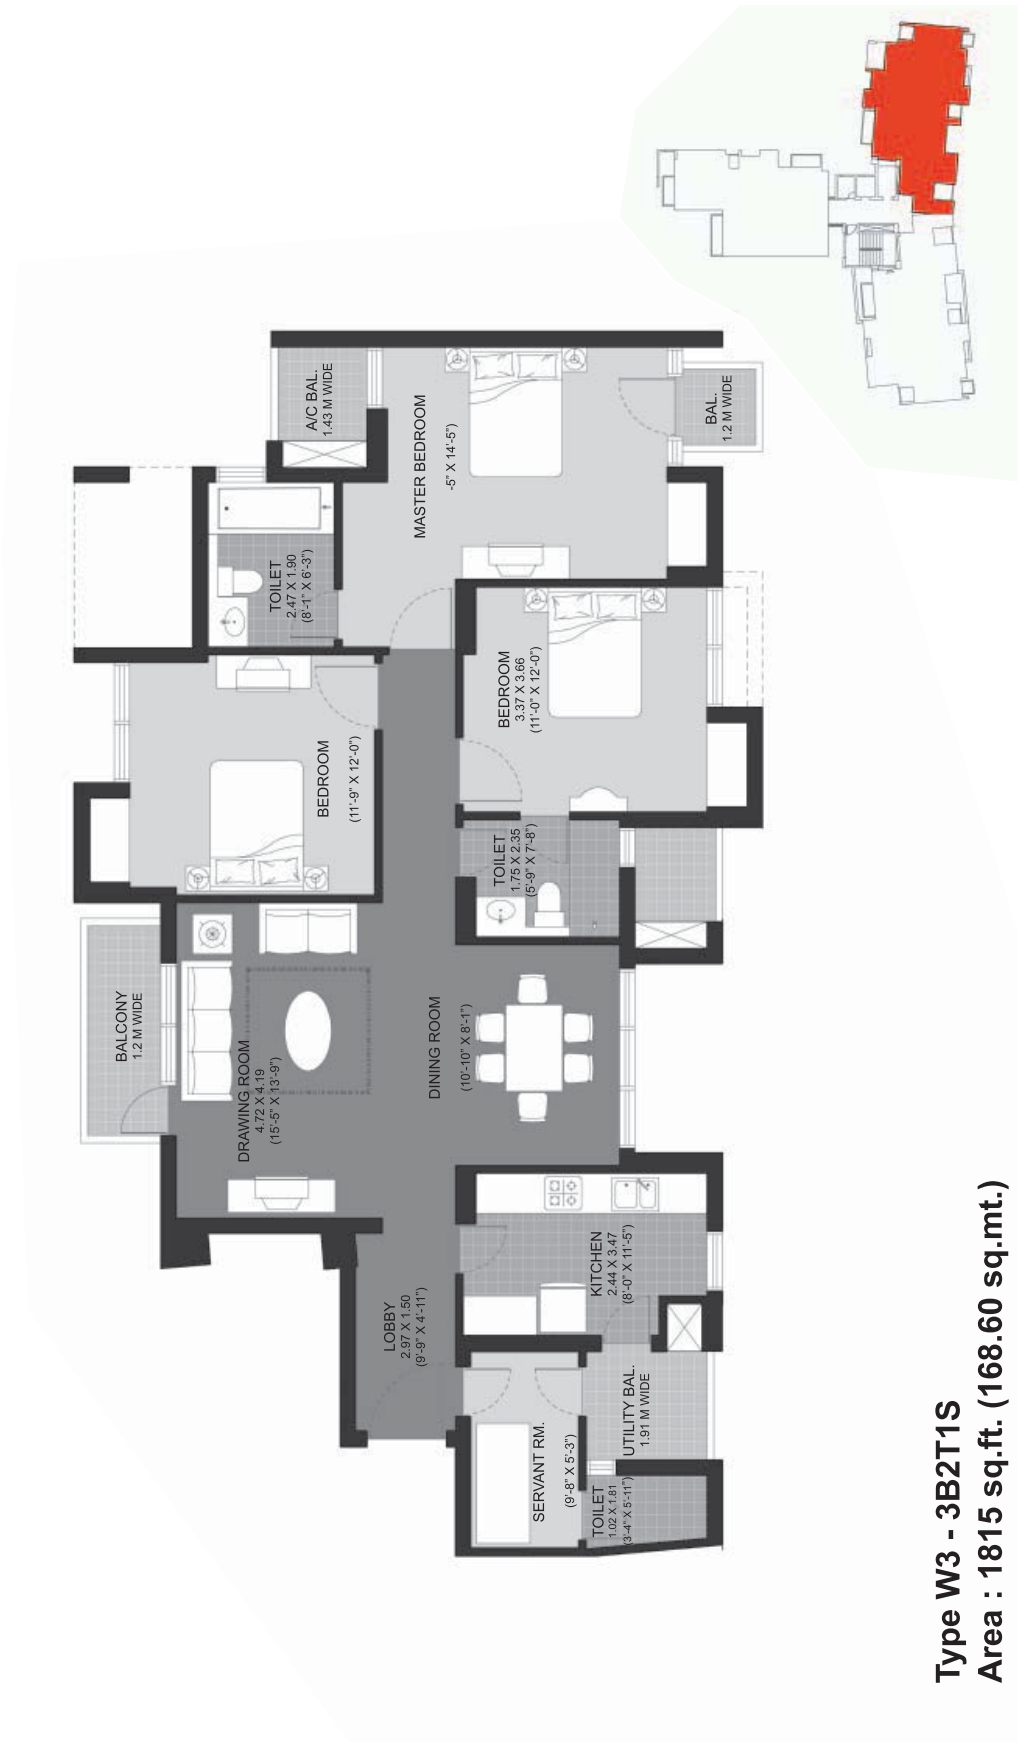 A/C BAL.
1.43 M WIDE
MASTER BEDROOM
-5" X 14'-5")
BAL.
1.2 M WIDE
TOILET
2.47 X 1.90
(8'-1" X 6'-3")
BEDROOM
3.37 X 3.66
(11'-0" X 12'-0")
BEDROOM
(11'-9" X 12'-0")
TOILET
1.75 X 2.35
(5'-9" X 7'-8")
BALCONY
1.2 M WIDE
DRAWING ROOM
4.72 X 4.19
(15'-5" X 13'-9")
DINING ROOM
(10'-10" X 8'-1")
KITCHEN
2.44 X 3.47
(8'-0" X 11'-5")
LOBBY
2.97 X 1.50
(9'-9" X 4'-11")
UTILITY BAL.
1.91 M WIDE
SERVANT RM.
(9'-8" X 5'-3")
TOILET
1.02 X 1.81
(3'-4" X 5'-11")
Type W3 - 3B2T1S
Area : 1815 sq.ft. (168.60 sq.mt.)